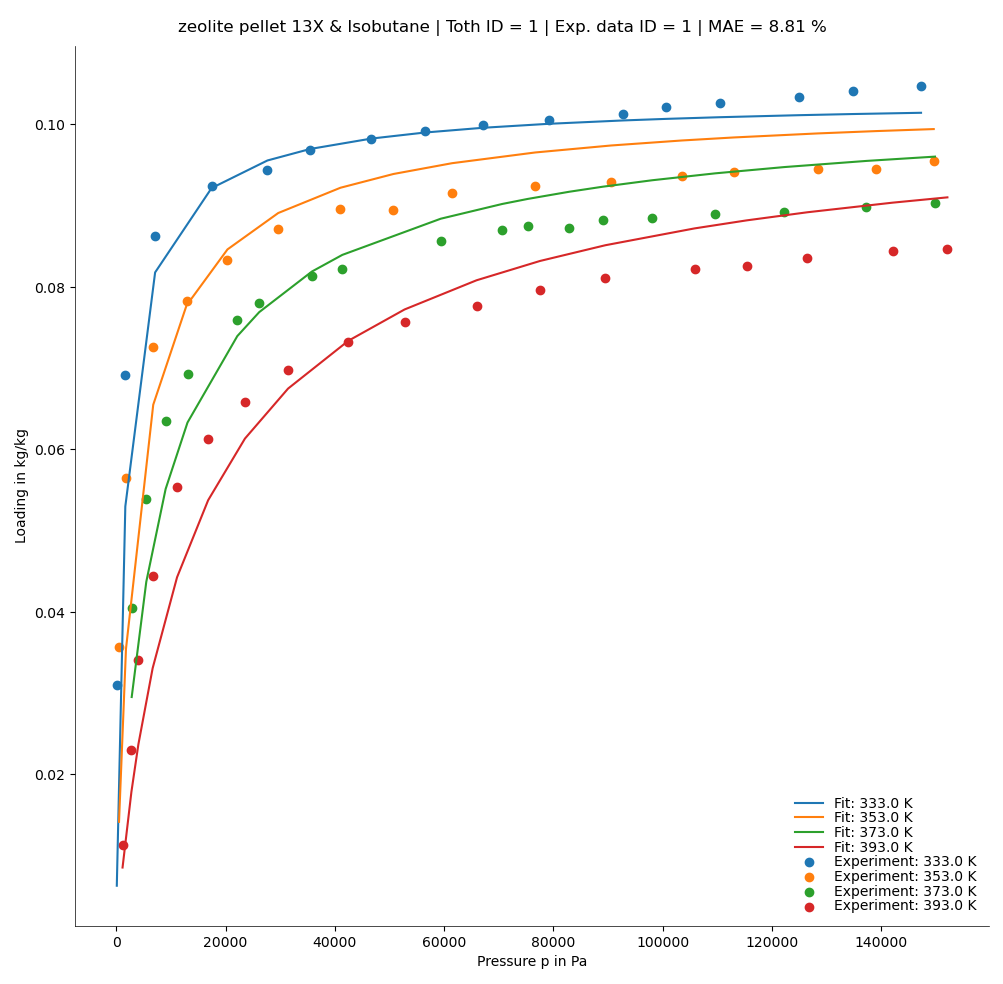 zeolite pellet 13X & Isobutane | Toth ID = 1 | Exp. data ID = 1 | MAE = 8.81 %
Loading in kg/kg
0.10
0.08
0.06
0.04
0.02
0
20000
40000
60000
80000
100000
120000
140000
Pressure p in Pa
Fit: 333.0 K
Fit: 353.0 K
Fit: 373.0 K
Fit: 393.0 K
Experiment: 333.0 K
Experiment: 353.0 K
Experiment: 373.0 K
Experiment: 393.0 K